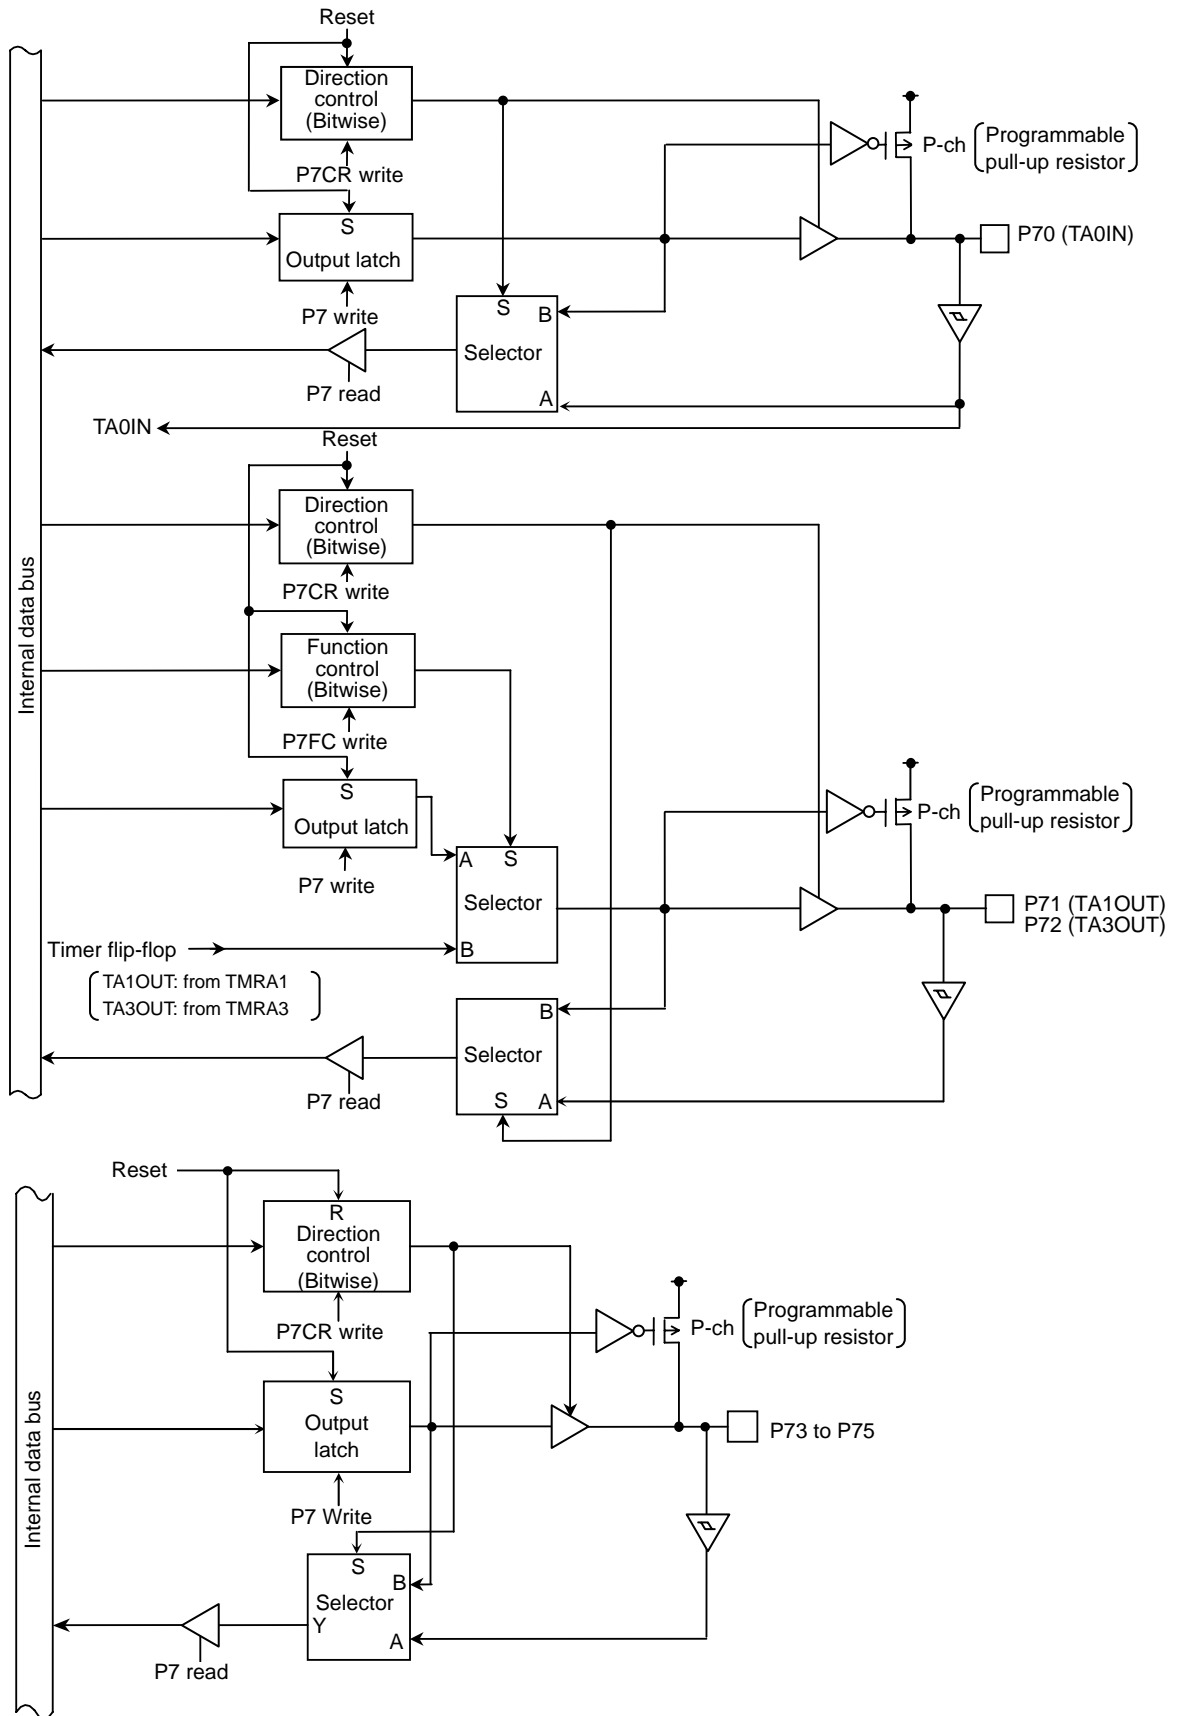 Reset
Direction
control
(Bitwise)
P7CR write
S
Output latch
P7 write
P-ch
Programmable
pull-up resistor
P70 (TA0IN)
S
B
Selector
A
P7 read
TA0IN
Reset
Direction
control
(Bitwise)
P7CR write
Internal data bus
Function
control
(Bitwise)
P7FC write
S
Output latch
P7 write
P-ch
Programmable
pull-up resistor
A
S
Selector
B
P71 (TA1OUT)
P72 (TA3OUT)
Timer flip-flop
TA1OUT: from TMRA1
TA3OUT: from TMRA3
B
Selector
S
A
P7 read
Reset
R
Direction
control
(Bitwise)
P7CR write
P-ch
Programmable
pull-up resistor
Internal data bus
S
Output
latch
P7 Write
P73 to P75
S
B
Selector
Y
A
P7 read